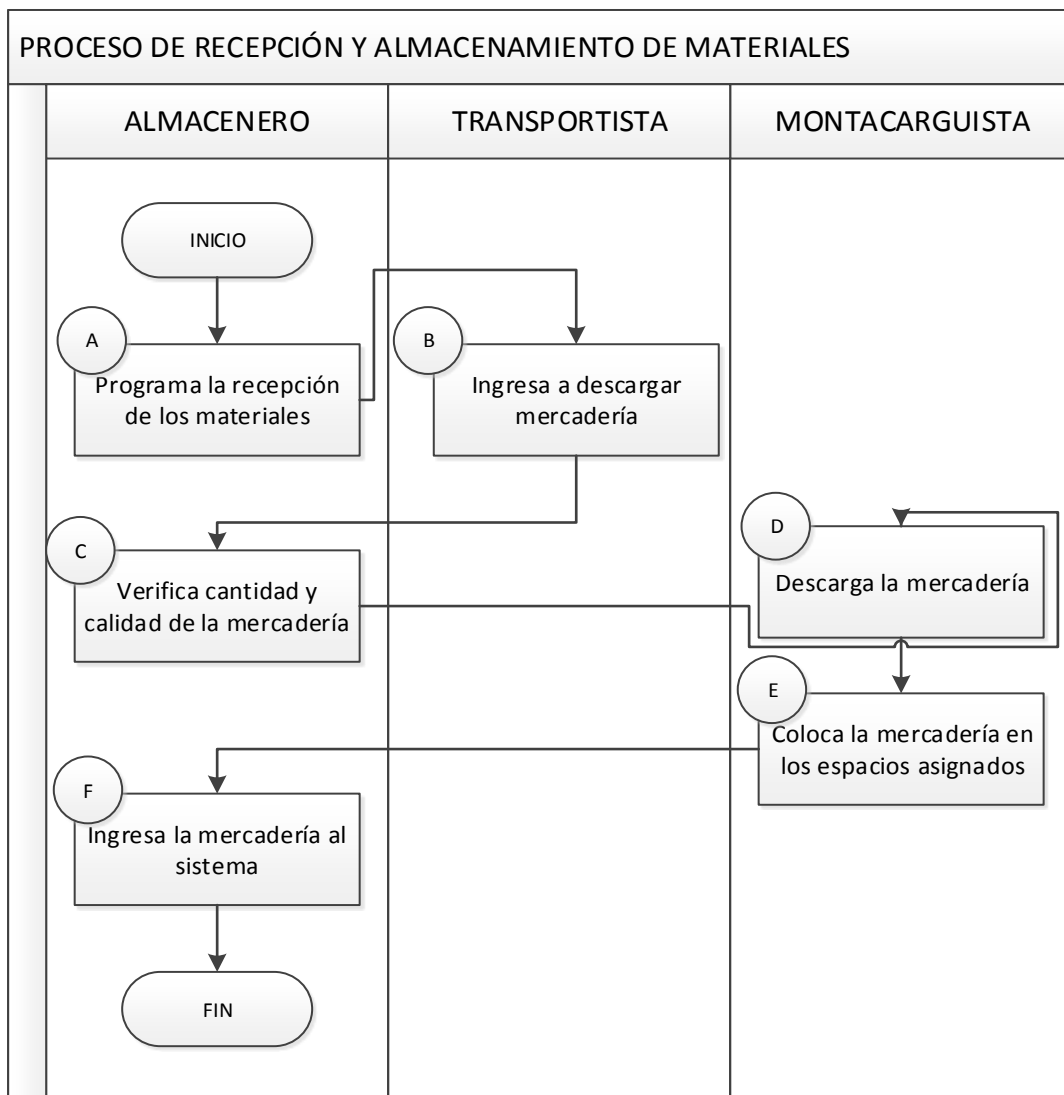 PROCESO DE RECEPCIÓN Y ALMACENAMIENTO DE MATERIALES
ALMACENERO
TRANSPORTISTA
MONTACARGUISTA
INICIO
A
Programa la recepción
de los materiales
B
Ingresa a descargar
mercadería
C
Verifica cantidad y
calidad de la mercadería
D
Descarga la mercadería
E
Coloca la mercadería en
los espacios asignados
F
Ingresa la mercadería al
sistema
FIN